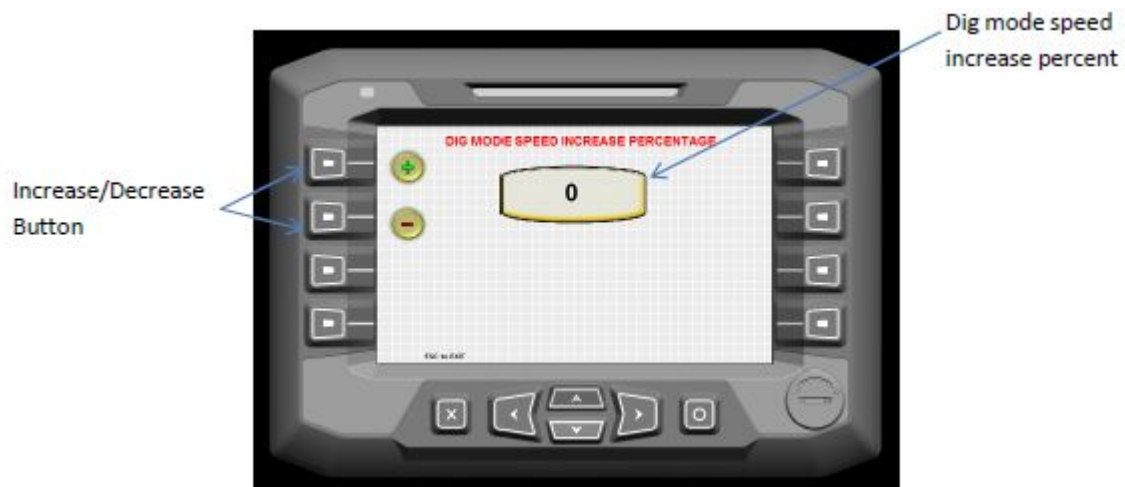 Dig mode speed
increase percent
DIG MODE SPEED INCREASE PERCENTAGE
0
Increase/Decrease
Button
ESC to EXIT